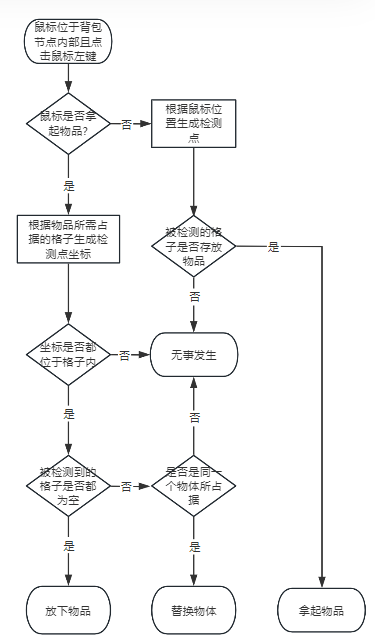 鼠标位于背包
节点内部且点
击鼠标左键
鼠标是否拿
起物品？
否
根据鼠标位
置生成检测
点
是
根据物品所需占
据的格子生成检
测点坐标
被检测的格
子是否存放
物品
是
否
坐标是否都
位于格子内
否
无事发生
是
否
被检测到的
格子是否都
为空
否
是否是同一
个物体所占
据
是
是
放下物品
替换物体
拿起物品